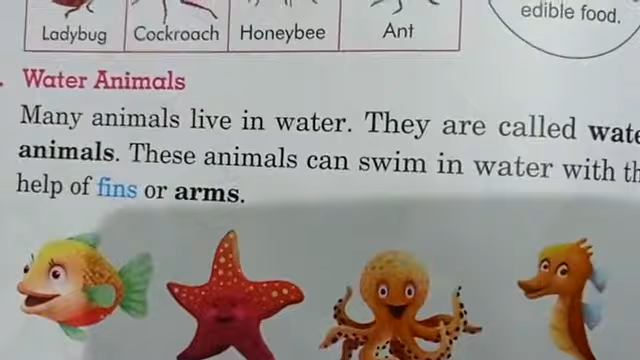 edible food.
Ladybug Cockroach Honeybee Ant
Water Animals
Many animals live in water. They are called wate
animals. These animals can swim in water with th
help of fins or arms.